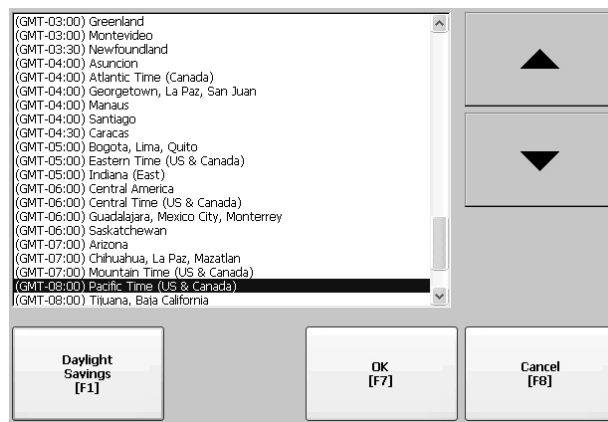 (GMT-03:00) Greenland
(GMT-03:00) Montevideo
(GMT-03:30) Newfoundland
(GMT-04:00) Asuncion
(GMT-04:00) Atlantic Time (Canada)
(GMT-04:00) Georgetown, La Paz, San Juan
(GMT-04:00) Manaus
(GMT-04:00) Santiago
(GMT-04:30) Caracas
(GMT-05:00) Bogota, Lima, Quito
(GMT-05:00) Eastern Time (US & Canada)
(GMT-05:00) Indiana (East)
(GMT-06:00) Central America
(GMT-06:00) Central Time (US & Canada)
(GMT-06:00) Guadalajara, Mexico City, Monterrey
(GMT-06:00) Saskatchewan
(GMT-07:00) Arizona
(GMT-07:00) Chihuahua, La Paz, Mazatlan
(GMT-07:00) Mountain Time (US & Canada)
(GMT-08:00) Pacific Time (US & Canada)
(GMT-08:00) Tijuana, Baja California
Daylight
Savings
[F1]
OK
[F7]
Cancel
[F8]